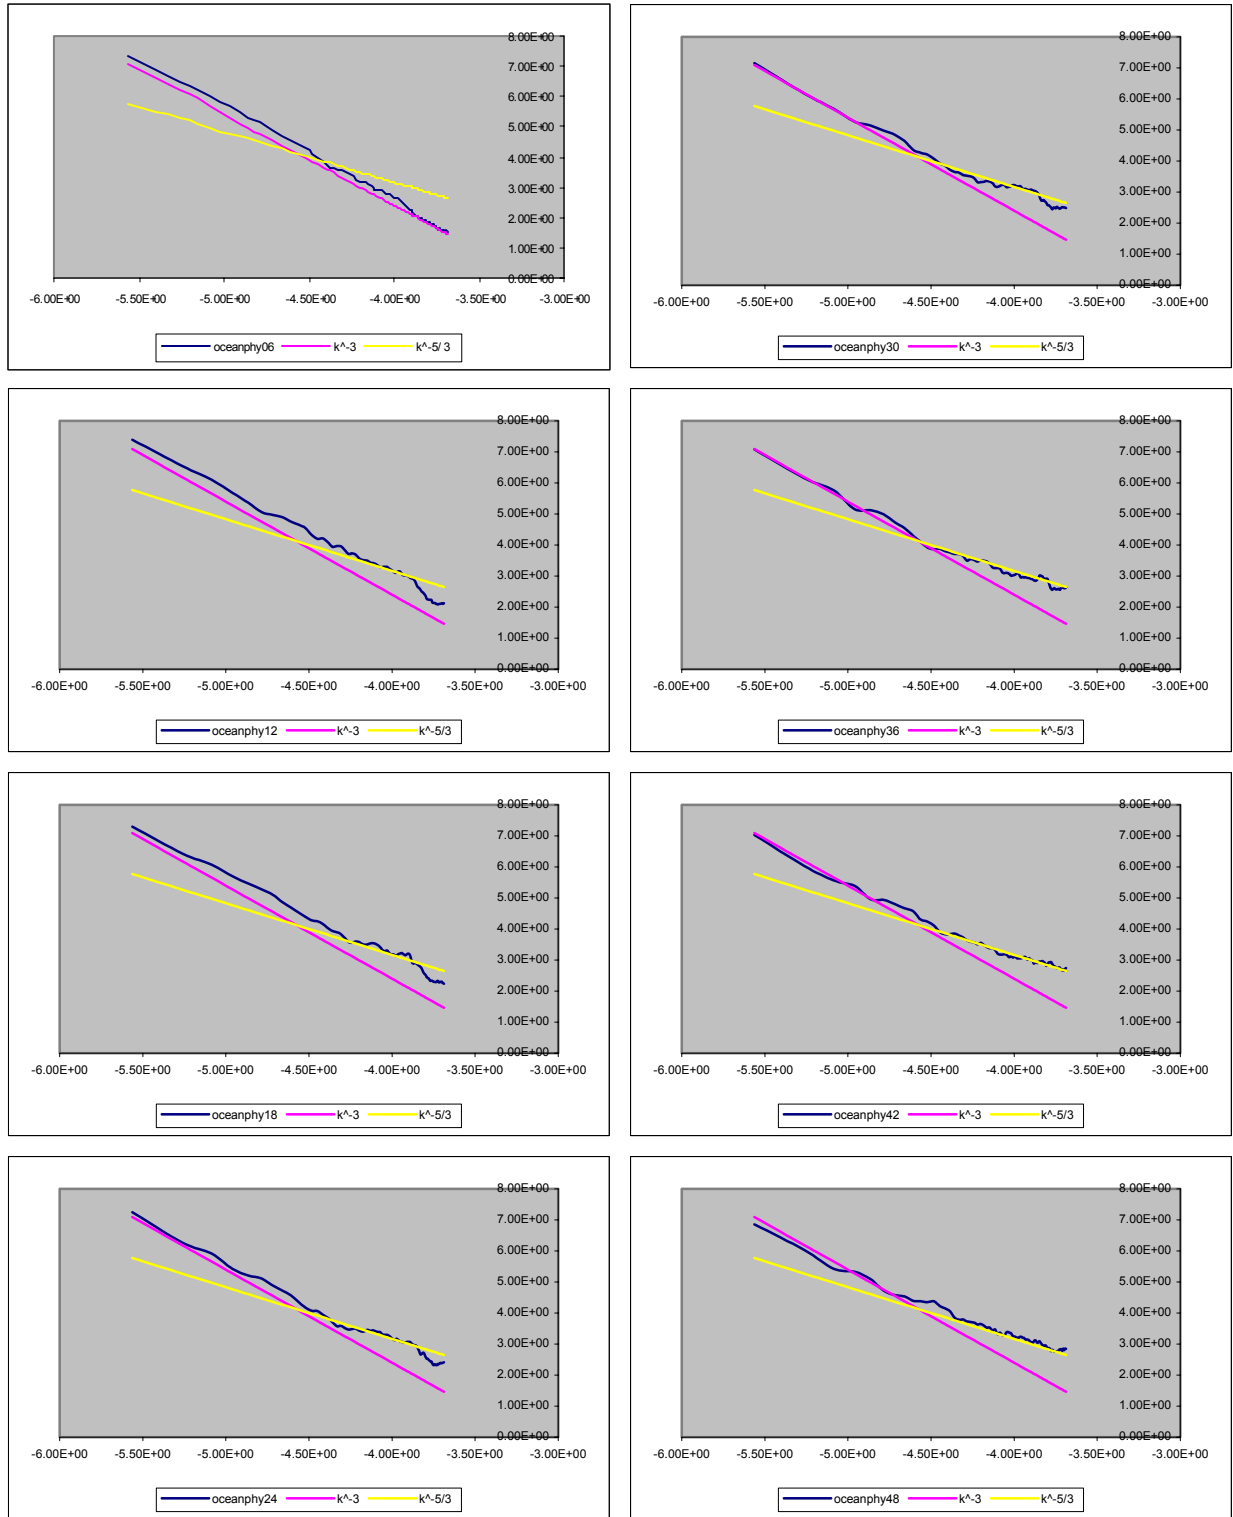 8.00E+00
7.00E+00
6.00E+00
5.00E+00
4.00E+00
3.00E+00
2.00E+00
1.00E+00
0.00E+00
-6.00E+00 -5.50E+00 -5.00E+00 -4.50E+00 -4.00E+00 -3.50E+00 -3.00E+00
oceanphy06 k^-3 k^-5/3
8.00E+00
7.00E+00
6.00E+00
5.00E+00
4.00E+00
3.00E+00
2.00E+00
1.00E+00
0.00E+00
-6.00E+00 -5.50E+00 -5.00E+00 -4.50E+00 -4.00E+00 -3.50E+00 -3.00E+00
oceanphy30 k^-3 k^-5/3
8.00E+00
7.00E+00
6.00E+00
5.00E+00
4.00E+00
3.00E+00
2.00E+00
1.00E+00
0.00E+00
-6.00E+00 -5.50E+00 -5.00E+00 -4.50E+00 -4.00E+00 -3.50E+00 -3.00E+00
oceanphy12 k^-3 k^-5/3
8.00E+00
7.00E+00
6.00E+00
5.00E+00
4.00E+00
3.00E+00
2.00E+00
1.00E+00
0.00E+00
-6.00E+00 -5.50E+00 -5.00E+00 -4.50E+00 -4.00E+00 -3.50E+00 -3.00E+00
oceanphy36 k^-3 k^-5/3
8.00E+00
7.00E+00
6.00E+00
5.00E+00
4.00E+00
3.00E+00
2.00E+00
1.00E+00
0.00E+00
-6.00E+00 -5.50E+00 -5.00E+00 -4.50E+00 -4.00E+00 -3.50E+00 -3.00E+00
oceanphy18 k^-3 k^-5/3
8.00E+00
7.00E+00
6.00E+00
5.00E+00
4.00E+00
3.00E+00
2.00E+00
1.00E+00
0.00E+00
-6.00E+00 -5.50E+00 -5.00E+00 -4.50E+00 -4.00E+00 -3.50E+00 -3.00E+00
oceanphy42 k^-3 k^-5/3
8.00E+00
7.00E+00
6.00E+00
5.00E+00
4.00E+00
3.00E+00
2.00E+00
1.00E+00
0.00E+00
-6.00E+00 -5.50E+00 -5.00E+00 -4.50E+00 -4.00E+00 -3.50E+00 -3.00E+00
oceanphy24 k^-3 k^-5/3
8.00E+00
7.00E+00
6.00E+00
5.00E+00
4.00E+00
3.00E+00
2.00E+00
1.00E+00
0.00E+00
-6.00E+00 -5.50E+00 -5.00E+00 -4.50E+00 -4.00E+00 -3.50E+00 -3.00E+00
oceanphy48 k^-3 k^-5/3